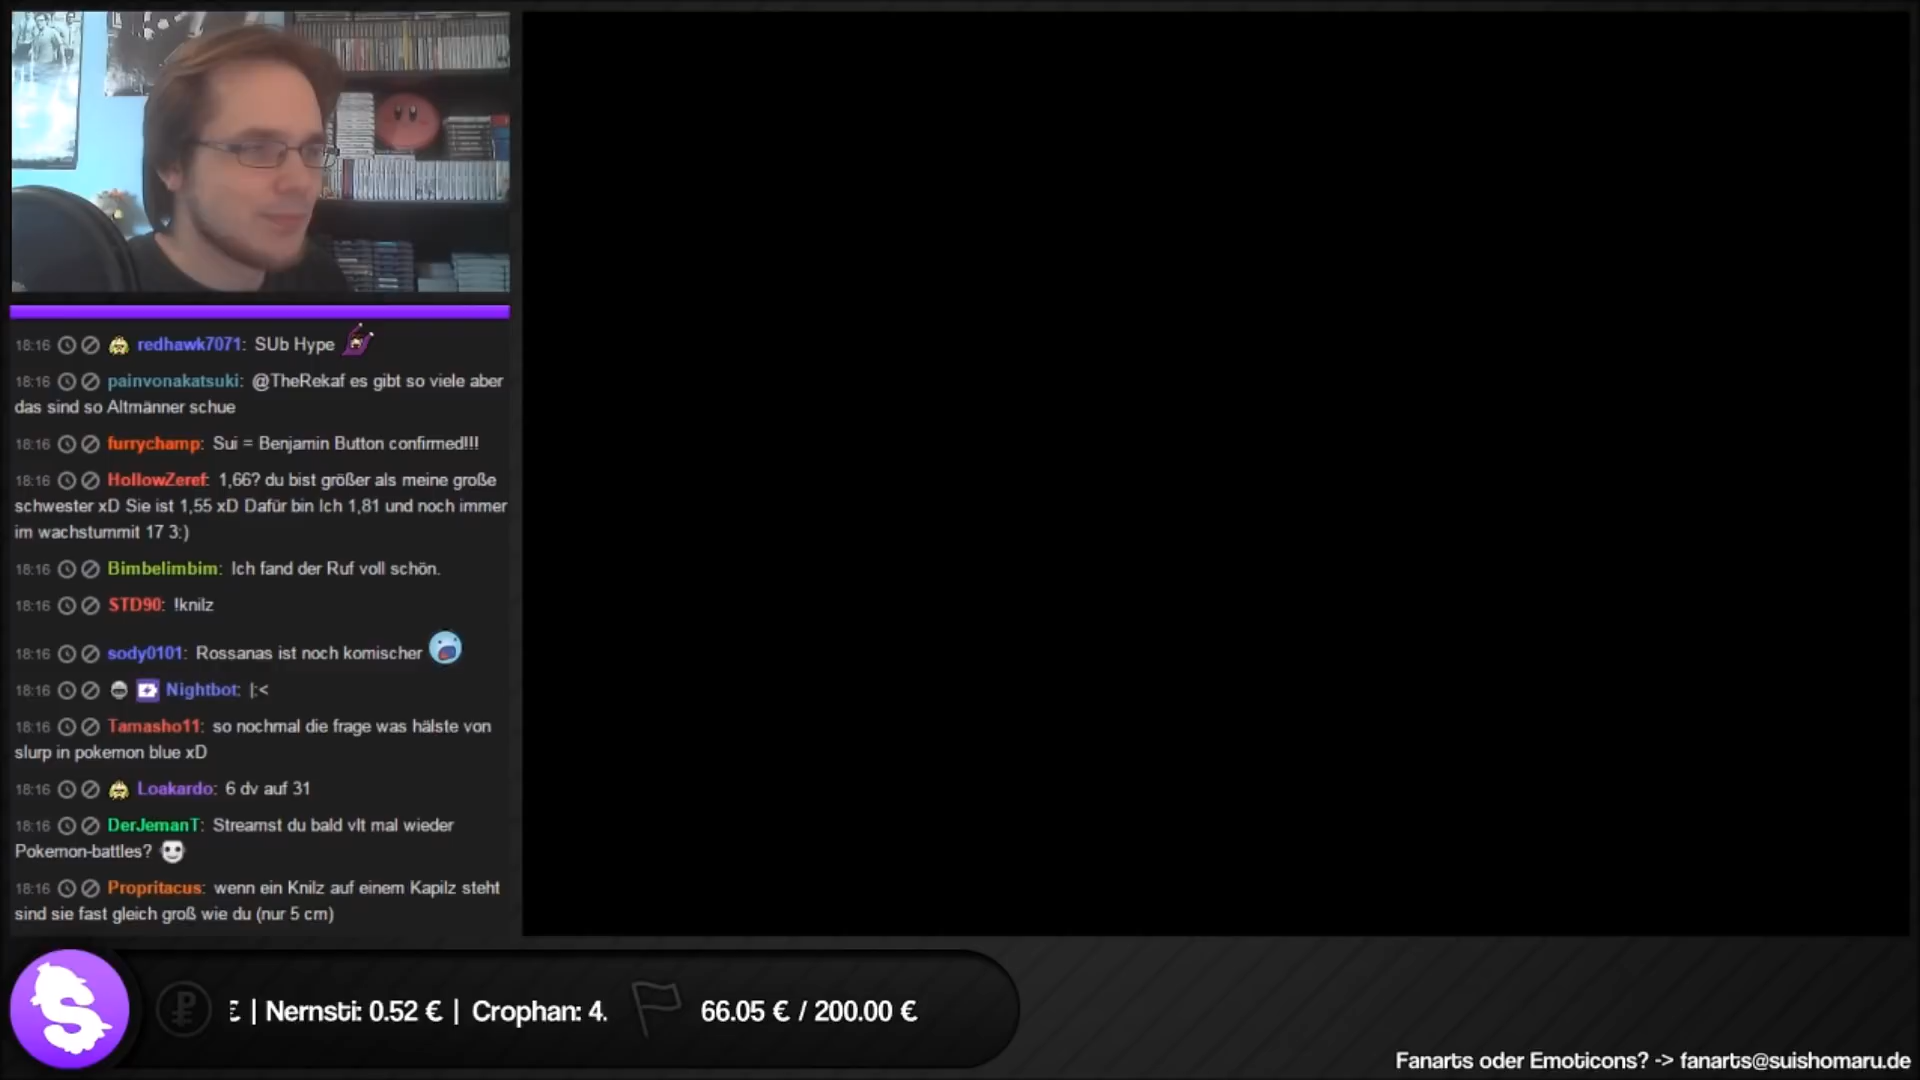 18:16 redhawk7071: SUb Hype
18:16 painvonakatsuki: @TheRekaf es gibt so viele aber
das sind so Altmänner schue
18:16 furrychamp: Sui = Benjamin Button confirmed!!!
18:16 HollowZeref: 1,66? du bist größer als meine große
schwester xD Sie ist 1,55 xD Dafür bin Ich 1,81 und noch immer
im wachstummit 17 3:)
18:16 Bimbelimbim: Ich fand der Ruf voll schön.
18:16 STD90: !knilz
18:16 sody0101: Rossanas ist noch komischer
18:16 Nightbot: |:<
18:16 Tamasho11: so nochmal die frage was hälste von
slurp in pokemon blue xD
18:16 Loakardo: 6 dv auf 31
18:16 DerJemanT: Streamst du bald vlt mal wieder
Pokemon-battles?
18:16 Propritacus: wenn ein Knilz auf einem Kapilz steht
sind sie fast gleich groß wie du (nur 5 cm)
€ | Nernsti: 0.52 € | Crophan: 4. 66.05 € / 200.00 €
Fanarts oder Emoticons? -> fanarts@suishomaru.de